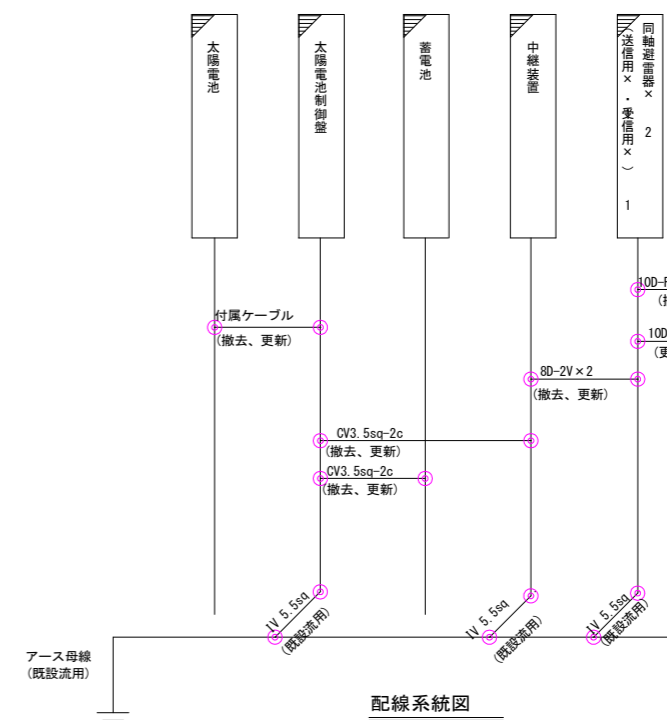 太陽電池
太陽電池制御盤
蓄電池
中継装置
同軸避雷器× 2
(送信用× ・受信用×) 1
10D-F
付属ケーブル
(撤去、更新)
10D
8D-2V×2
(撤去、更新)
CV3.5sq-2c
(撤去、更新)
CV3.5sq-2c
(撤去、更新)
IV 5.5sq
(既設流用)
IV 5.5sq
(既設流用)
IV 5.5sq
(既設流用)
アース母線
(既設流用)
配線系統図